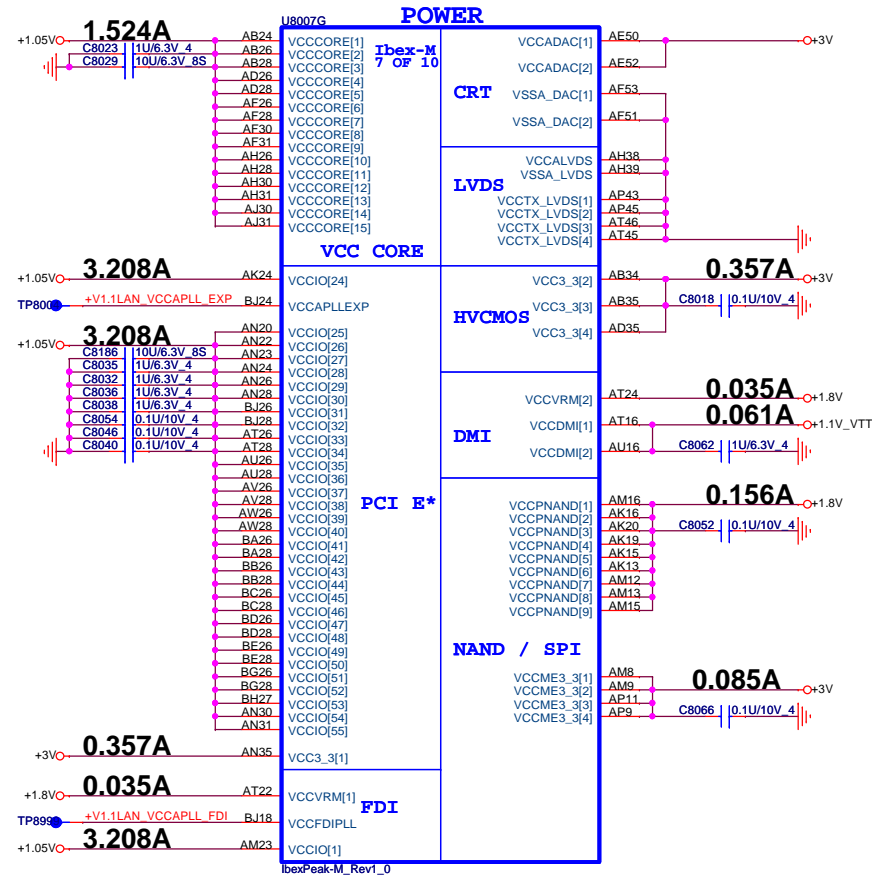 POWER
U8007G
Ibex-M
7 OF 10
+1.05V 1.524A AB24 VCCCORE[1]
C8023 1U/6.3V_4 AB26 VCCCORE[2]
C8029 10U/6.3V_8S AB28 VCCCORE[3]
AD26 VCCCORE[4]
AD28 VCCCORE[5]
AF26 VCCCORE[6]
AF28 VCCCORE[7]
AF30 VCCCORE[8]
AF31 VCCCORE[9]
AH26 VCCCORE[10]
AH28 VCCCORE[11]
AH30 VCCCORE[12]
AH31 VCCCORE[13]
AJ30 VCCCORE[14]
AJ31 VCCCORE[15]
VCC CORE
+1.05V 3.208A AK24 VCCIO[24]
+V1.1LAN_VCCAPLL_EXP BJ24 VCCAPLLEXP
AN20 VCCIO[25]
+1.05V 3.208A AN22 VCCIO[26]
C8186 10U/6.3V_8S AN23 VCCIO[27]
C8035 1U/6.3V_4 AN24 VCCIO[28]
C8032 1U/6.3V_4 AN26 VCCIO[29]
C8036 1U/6.3V_4 AN28 VCCIO[30]
C8038 1U/6.3V_4 BJ26 VCCIO[31]
C8054 0.1U/10V_4 BJ28 VCCIO[32]
C8046 0.1U/10V_4 AT26 VCCIO[33]
C8040 0.1U/10V_4 AT28 VCCIO[34]
AU26 VCCIO[35]
AU28 VCCIO[36]
AV26 VCCIO[37]
AV28 VCCIO[38]
AW26 VCCIO[39]
AW28 VCCIO[40]
BA26 VCCIO[41]
BA28 VCCIO[42]
BB26 VCCIO[43]
BB28 VCCIO[44]
BC26 VCCIO[45]
BC28 VCCIO[46]
BD26 VCCIO[47]
BD28 VCCIO[48]
BE26 VCCIO[49]
BE28 VCCIO[50]
BG26 VCCIO[51]
BG28 VCCIO[52]
BH27 VCCIO[53]
AN30 VCCIO[54]
AN31 VCCIO[55]
PCI E*
+3V 0.357A AN35 VCC3_3[1]
+1.8V 0.035A AT22 VCCVRM[1]
FDI
+V1.1LAN_VCCAPLL_FDI BJ18 VCCFDIPLL
+1.05V 3.208A AM23 VCCIO[1]
VCCADAC[1] AE50 +3V
VCCADAC[2] AE52
CRT
VSSA_DAC[1] AF53
VSSA_DAC[2] AF51
VCCALVDS AH38
VSSA_LVDS AH39
LVDS
VCCTX_LVDS[1] AP43
VCCTX_LVDS[2] AP45
VCCTX_LVDS[3] AT46
VCCTX_LVDS[4] AT45
VCC3_3[2] AB34 0.357A +3V
VCC3_3[3] AB35 C8018 0.1U/10V_4
HVCMOS
VCC3_3[4] AD35
VCCVRM[2] AT24 0.035A +1.8V
VCCDMI[1] AT16 0.061A +1.1V_VTT
DMI
VCCDMI[2] AU16 C8062 1U/6.3V_4
VCCPNAND[1] AM16 0.156A +1.8V
VCCPNAND[2] AK16
VCCPNAND[3] AK20 C8052 0.1U/10V_4
VCCPNAND[4] AK19
VCCPNAND[5] AK15
VCCPNAND[6] AK13
VCCPNAND[7] AM12
VCCPNAND[8] AM13
VCCPNAND[9] AM15
NAND / SPI
VCCME3_3[1] AM8
VCCME3_3[2] AM9 0.085A +3V
VCCME3_3[3] AP11
VCCME3_3[4] AP9 C8066 0.1U/10V_4
IbexPeak-M_Rev1_0